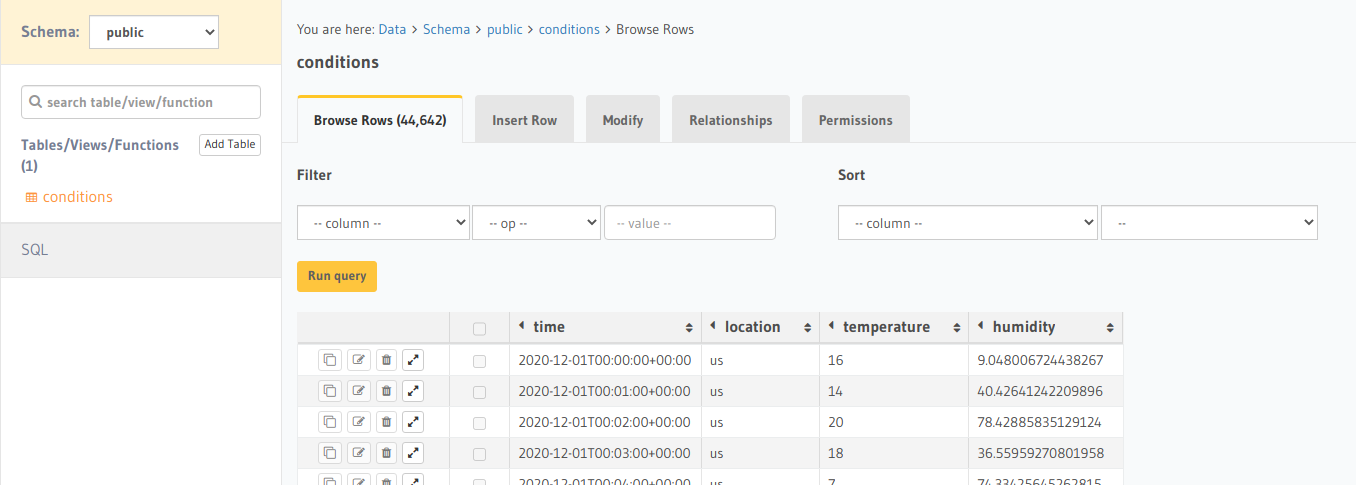 Schema: public
search table/view/function
Tables/Views/Functions
(1)
Add Table
conditions
SQL
You are here: Data > Schema > public > conditions > Browse Rows
conditions
Browse Rows (44,642) Insert Row Modify Relationships Permissions
Filter Sort
-- column -- -- op -- -- value -- -- column -- --
Run query
time location temperature humidity
2020-12-01T00:00:00+00:00 us 16 9.048006724438267
2020-12-01T00:01:00+00:00 us 14 40.42641242209896
2020-12-01T00:02:00+00:00 us 20 78.42885835129124
2020-12-01T00:03:00+00:00 us 18 36.55959270801958
2020-12-01T00:04:00+00:00 us 7 74.33425645262815